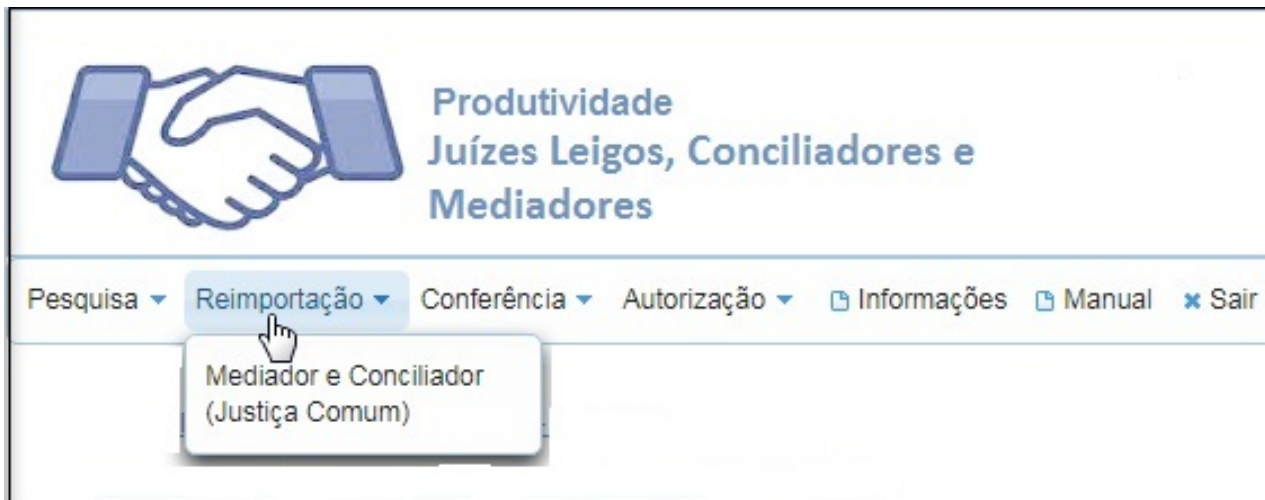 Produtividade
Juízes Leigos, Conciliadores e
Mediadores
Pesquisa Reimportação Conferência Autorização Informações Manual Sair
Mediador e Conciliador
(Justiça Comum)